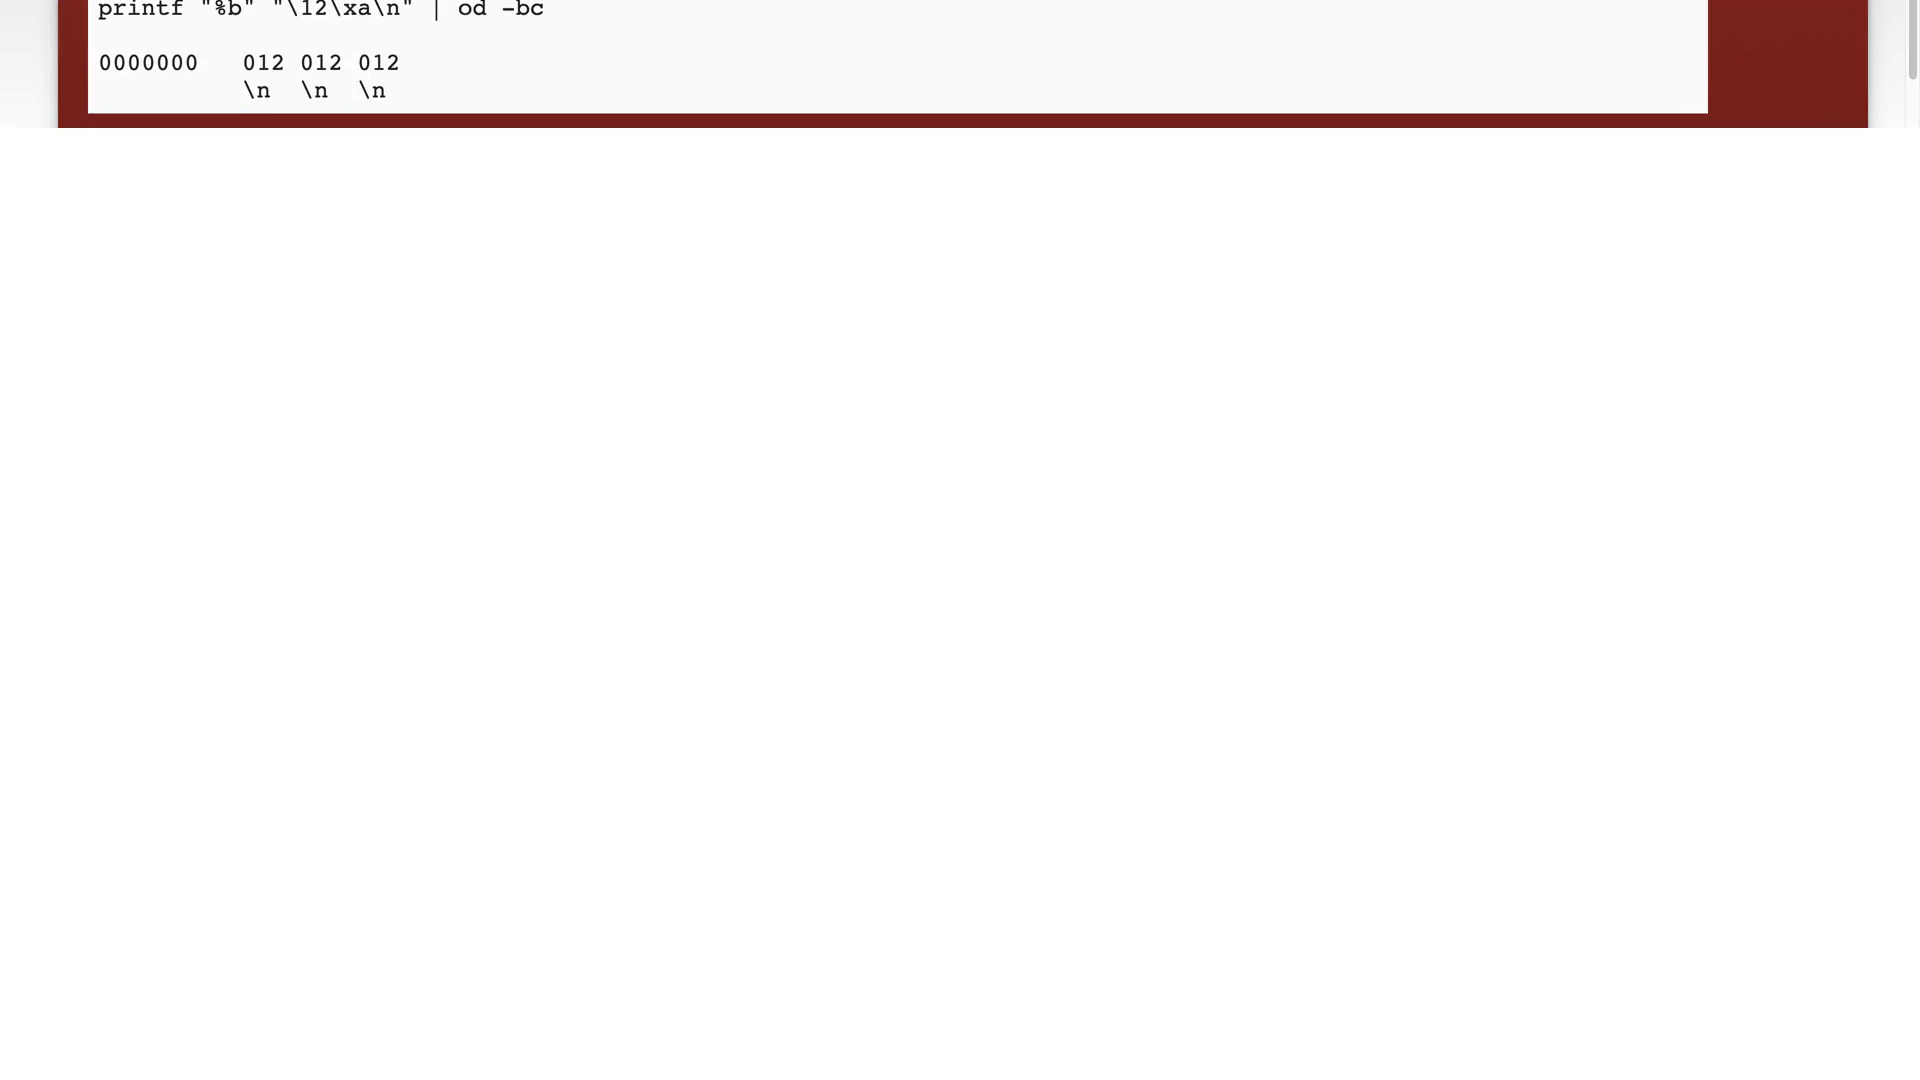 printf "%b" "\12\xa\n" | od -bc
0000000   012 012 012
          \n  \n  \n